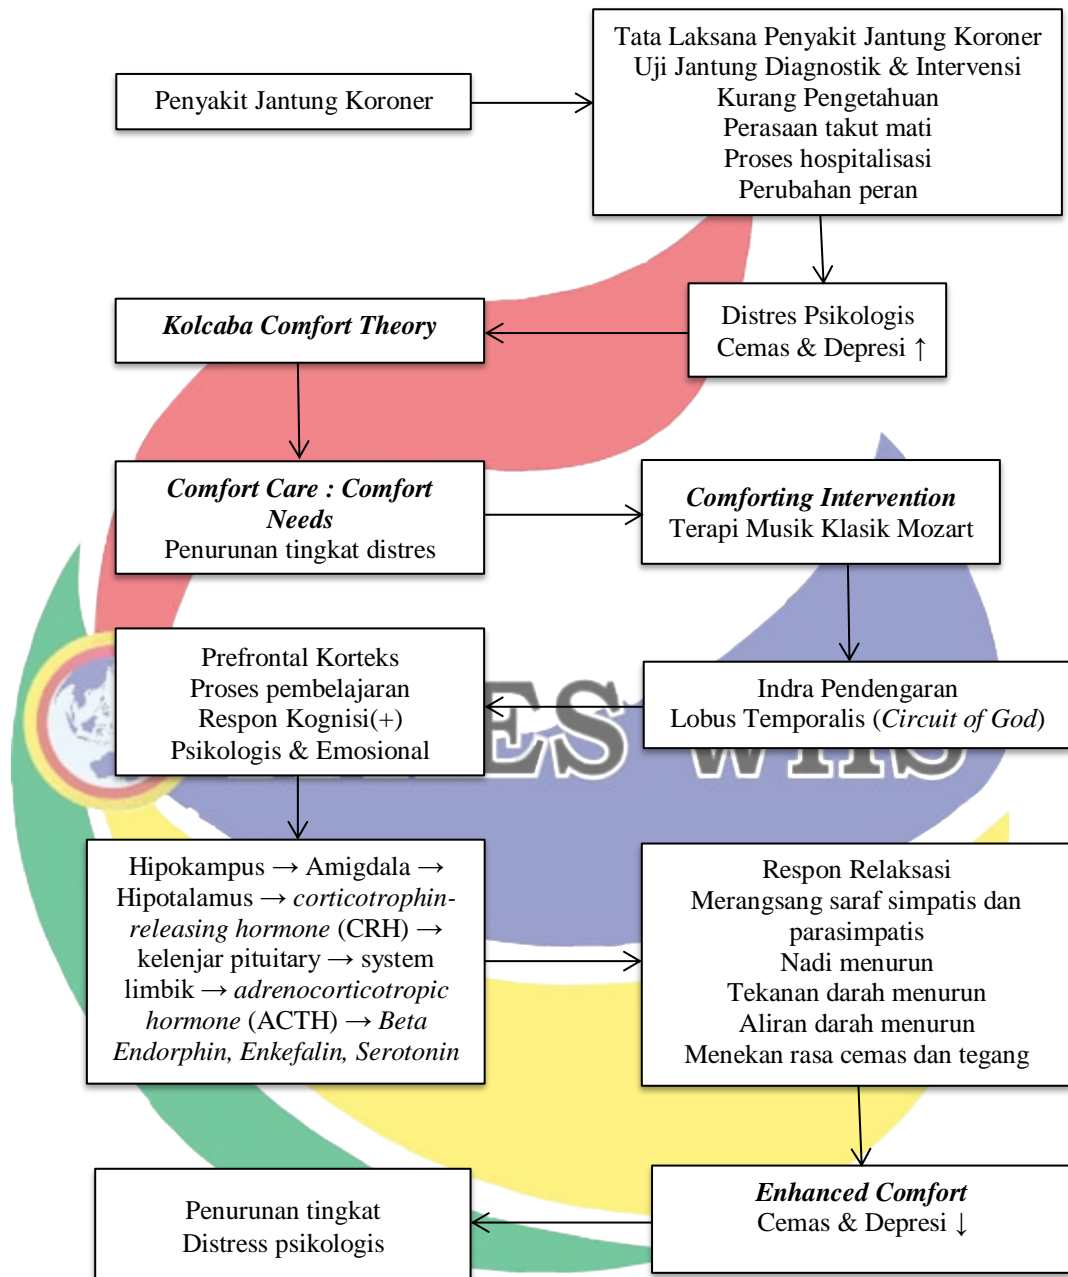 Penyakit Jantung Koroner
Tata Laksana Penyakit Jantung Koroner
Uji Jantung Diagnostik & Intervensi
Kurang Pengetahuan
Perasaan takut mati
Proses hospitalisasi
Perubahan peran
Distres Psikologis
Cemas & Depresi ↑
Kolcaba Comfort Theory
Comfort Care : Comfort
Needs
Penurunan tingkat distres
Comforting Intervention
Terapi Musik Klasik Mozart
Indra Pendengaran
Lobus Temporalis (Circuit of God)
Prefrontal Korteks
Proses pembelajaran
Respon Kognisi(+)
Psikologis & Emosional
Hipokampus → Amigdala →
Hipotalamus → corticotrophin-
releasing hormone (CRH) →
kelenjar pituitary → system
limbik → adrenocorticotropic
hormone (ACTH) → Beta
Endorphin, Enkefalin, Serotonin
Respon Relaksasi
Merangsang saraf simpatis dan
parasimpatis
Nadi menurun
Tekanan darah menurun
Aliran darah menurun
Menekan rasa cemas dan tegang
Enhanced Comfort
Cemas & Depresi ↓
Penurunan tingkat
Distress psikologis